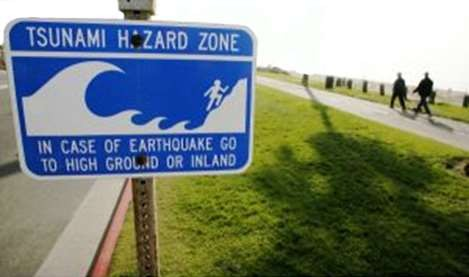 TSUNAMI HAZARD ZONE
IN CASE OF EARTHQUAKE GO
TO HIGH GROUND OR INLAND